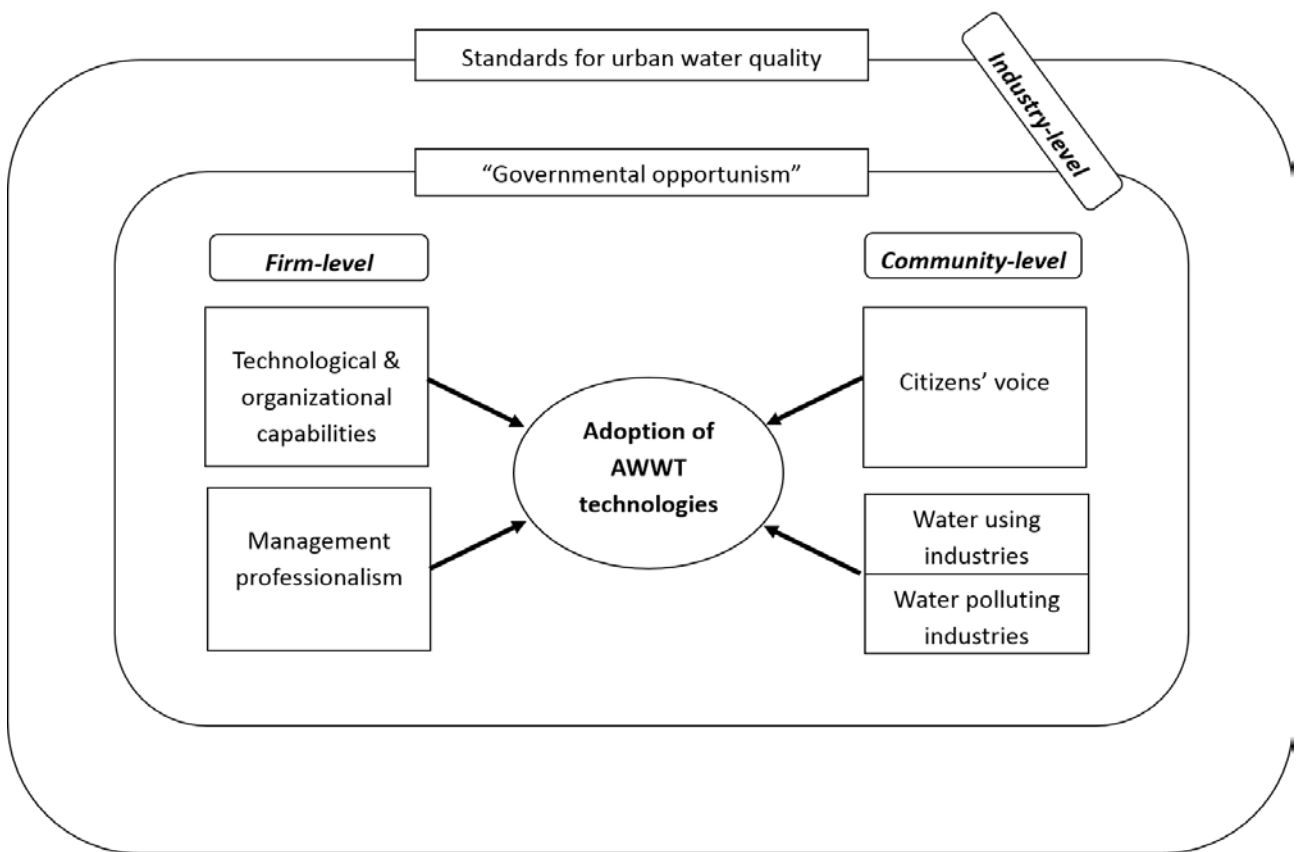 Standards for urban water quality
Industry-level
“Governmental opportunism”
Firm-level
Community-level
Technological &
organizational
capabilities
Citizens’ voice
Adoption of
AWWT
technologies
Management
professionalism
Water using
industries
Water polluting
industries